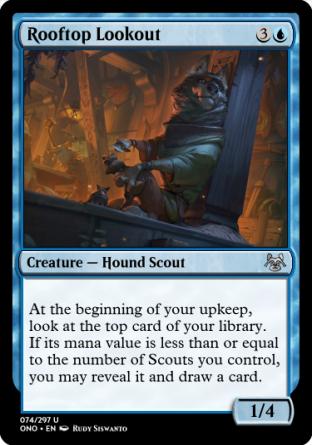 Rooftop Lookout 3
Creature — Hound Scout
At the beginning of your upkeep,
look at the top card of your library.
If its mana value is less than or equal
to the number of Scouts you control,
you may reveal it and draw a card.
1/4
074/297 U
ONO • EN Rudy Siswanto